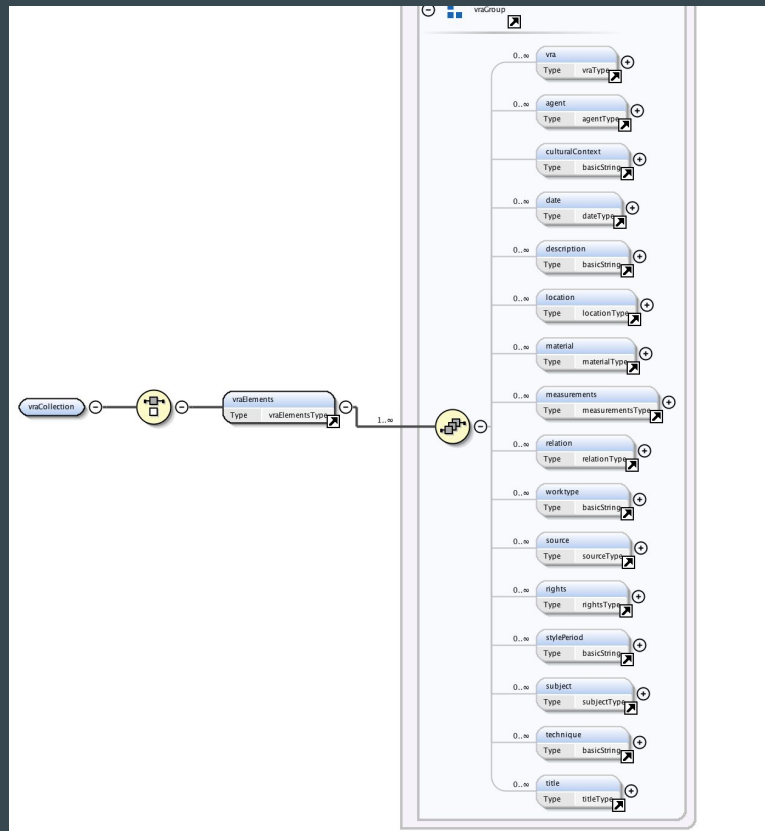 vraGroup
0..∞ vra
Type vraType
0..∞ agent
Type agentType
culturalContext
Type basicString
0..∞ date
Type dateType
0..∞ description
Type basicString
0..∞ location
Type locationType
0..∞ material
Type materialType
vraCollection
vraElements
Type vraElementsType
1..∞
0..∞ measurements
Type measurementsType
0..∞ relation
Type relationType
0..∞ worktype
Type basicString
0..∞ source
Type sourceType
0..∞ rights
Type rightsType
0..∞ stylePeriod
Type basicString
0..∞ subject
Type subjectType
0..∞ technique
Type basicString
0..∞ title
Type titleType